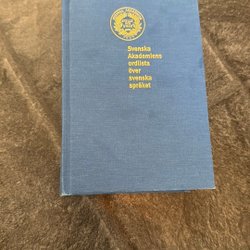 Svenska
Akademiens
ordlista
över
svenska
språket